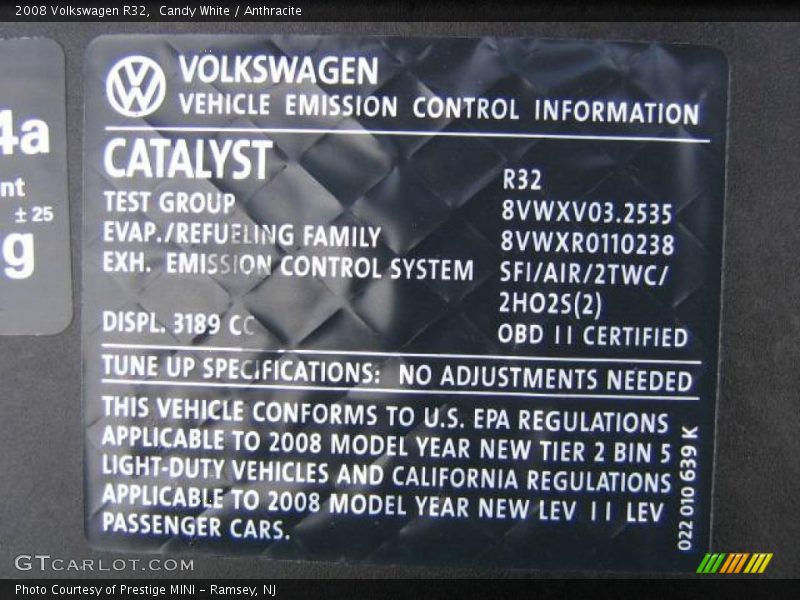 2008 Volkswagen R32, Candy White / Anthracite
4a
nt
± 25
g
VOLKSWAGEN
VEHICLE EMISSION CONTROL INFORMATION
CATALYST
R32
TEST GROUP 8VWXV03.2535
EVAP./REFUELING FAMILY 8VWXR0110238
EXH. EMISSION CONTROL SYSTEM SFI/AIR/2TWC/
2HO2S(2)
DISPL. 3189 CC OBD II CERTIFIED
TUNE UP SPECIFICATIONS: NO ADJUSTMENTS NEEDED
THIS VEHICLE CONFORMS TO U.S. EPA REGULATIONS
APPLICABLE TO 2008 MODEL YEAR NEW TIER 2 BIN 5
LIGHT-DUTY VEHICLES AND CALIFORNIA REGULATIONS
APPLICABLE TO 2008 MODEL YEAR NEW LEV II LEV
PASSENGER CARS.
022 010 639 K
GTCARLOT.COM
Photo Courtesy of Prestige MINI - Ramsey, NJ